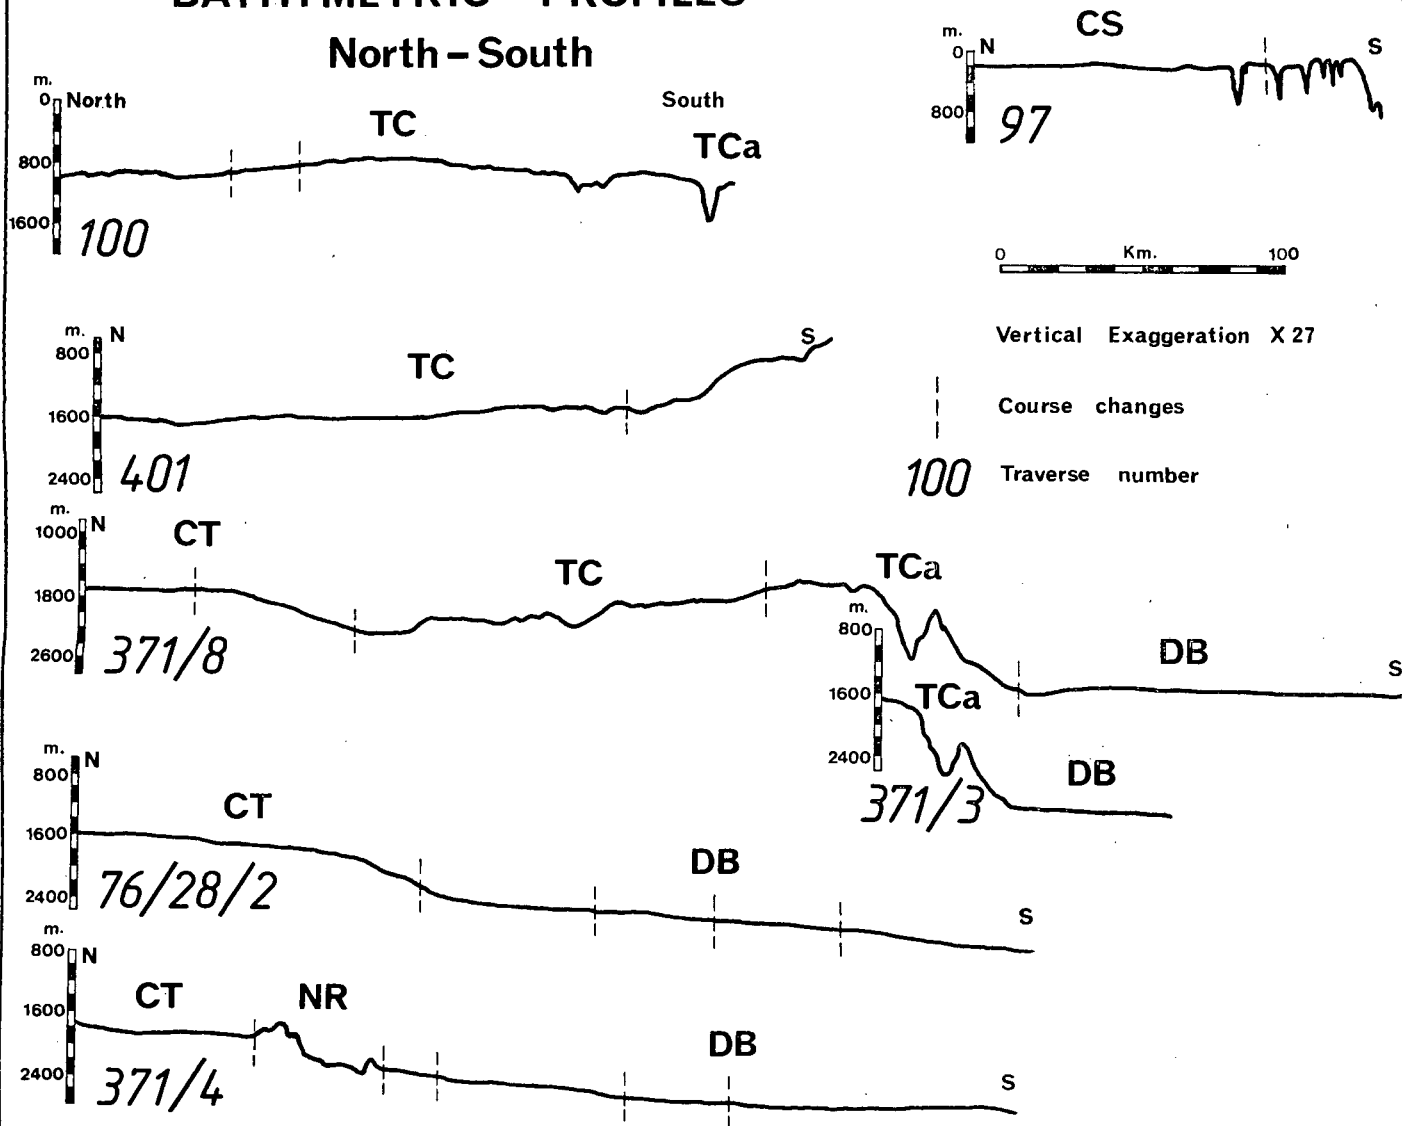 BATHYMETRIC PROFILES
North – South
m.
0
North
South
TC
TCa
800
1600
100
CS
m.
0
N
S
800
97
0 Km. 100
Vertical Exaggeration X 27
Course changes
100 Traverse number
m.
N
S
800
TC
1600
2400
401
m.
1000
N
CT
TC
TCa
1800
2600
371/8
DB
S
m.
800
1600
TCa
2400
DB
371/3
m.
N
800
CT
1600
DB
2400
76/28/2
S
m.
800
N
CT
NR
1600
DB
2400
371/4
S